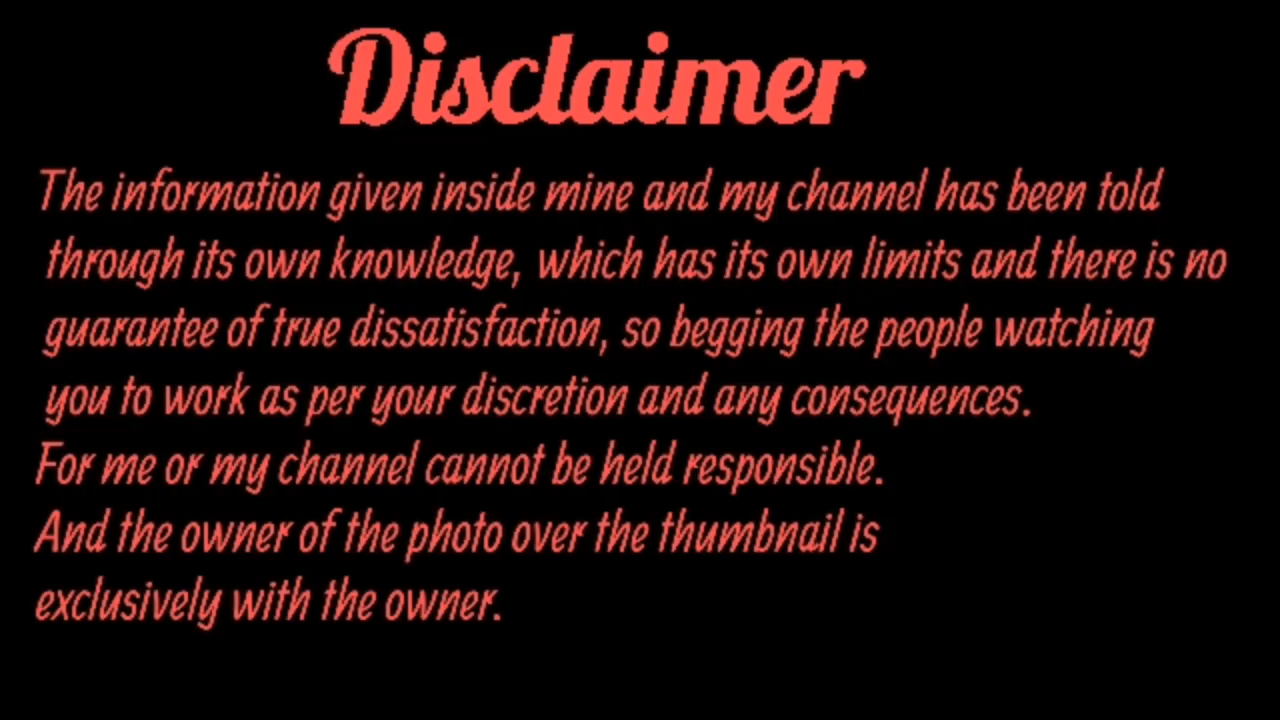 Disclaimer
The information given inside mine and my channel has been told
through its own knowledge, which has its own limits and there is no
guarantee of true dissatisfaction, so begging the people watching
you to work as per your discretion and any consequences.
For me or my channel cannot be held responsible.
And the owner of the photo over the thumbnail is
exclusively with the owner.